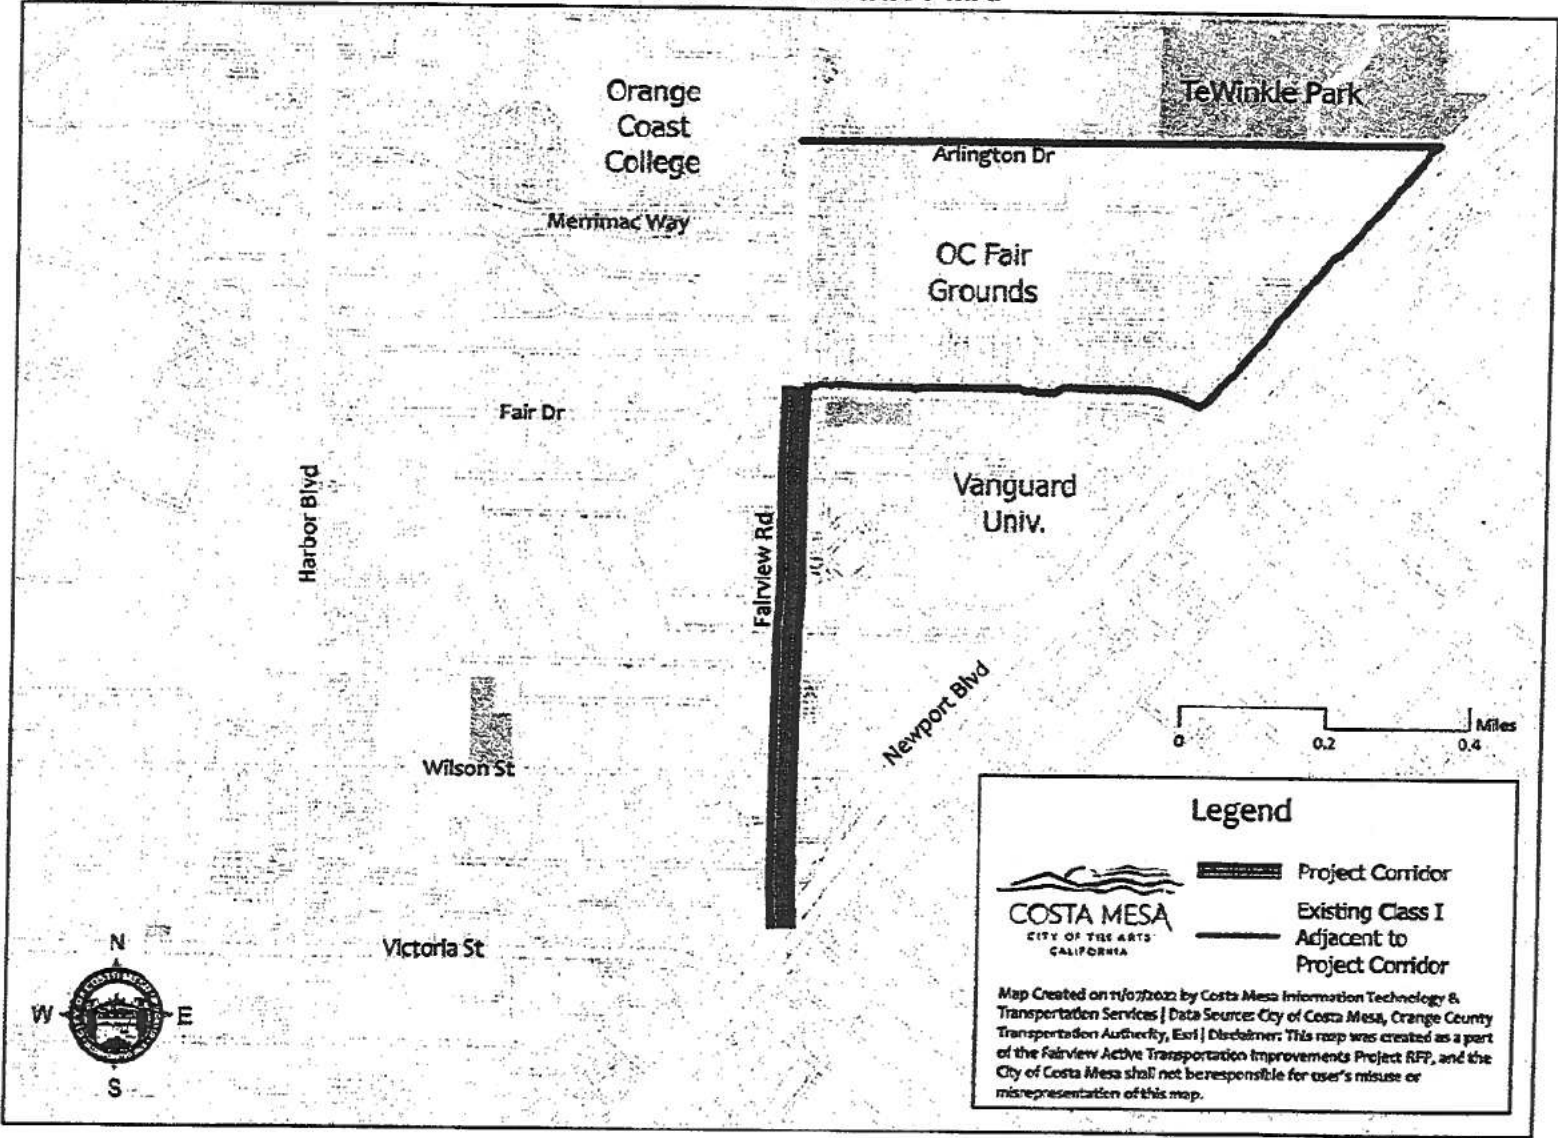 Orange
Coast
College
TeWinkle Park
Arlington Dr
Merrimac Way
OC Fair
Grounds
Fair Dr
Harbor Blvd
Vanguard
Univ.
Fairview Rd
Newport Blvd
Wilson St
Victoria St
Miles
0
0.2
0.4
Legend
Project Corridor
Existing Class I
Adjacent to
Project Corridor
COSTA MESA
CITY OF THE ARTS
CALIFORNIA
Map Created on 11/07/2022 by Costa Mesa Information Technology &
Transportation Services | Data Source: City of Costa Mesa, Orange County
Transportation Authority, Esri | Disclaimer: This map was created as a part
of the Fairview Active Transportation Improvements Project RFP, and the
City of Costa Mesa shall not be responsible for user's misuse or
misrepresentation of this map.
N
W
E
S